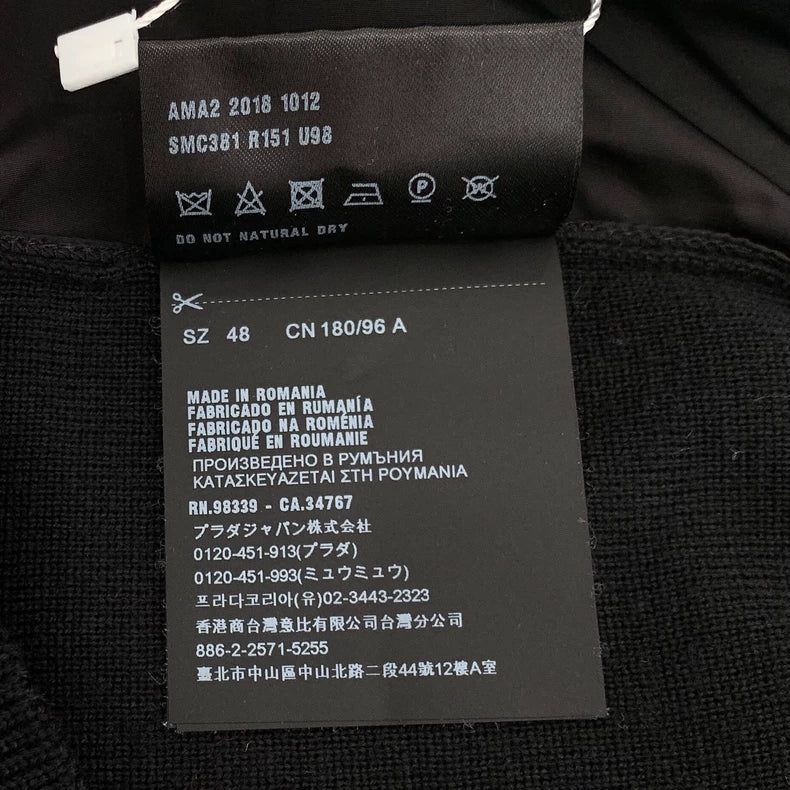 AMA2 2018 1012
SMC381 R151 U98
P
DO NOT NATURAL DRY
SZ 48 CN 180/96 A
MADE IN ROMANIA
FABRICADO EN RUMANÍA
FABRICADO NA ROMÉNIA
FABRIQUÉ EN ROUMANIE
ПРОИЗВЕДЕНО В РУМЪНИЯ
ΚΑΤΑΣΚΕΥΑΖΕΤΑΙ ΣΤΗ ΡΟΥΜΑΝΙΑ
RN.98339 - CA.34767
プラダジャパン株式会社
0120-451-913(プラダ)
0120-451-993(ミュウミュウ)
프라다코리아(유)02-3443-2323
香港商台灣意比有限公司台灣分公司
886-2-2571-5255
臺北市中山區中山北路二段44號12樓A室